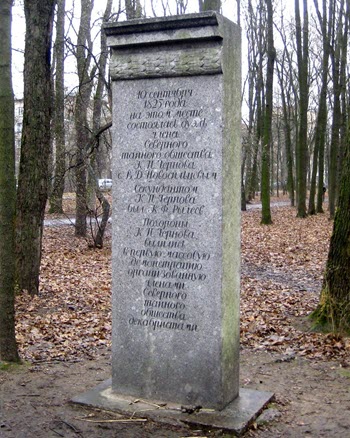 10 сентября
1825 года
на этом месте
состоялась дуэль
члена
Северного
тайного общества
К. П. Чернова
с В. Д. Новосильцевым
Секундантом
К. П. Чернова
был К. Ф. Рылеев
Похороны
К. П. Чернова
вылились
в первую массовую
демонстрацию
организованную
членами
Северного
тайного
общества
декабристами.